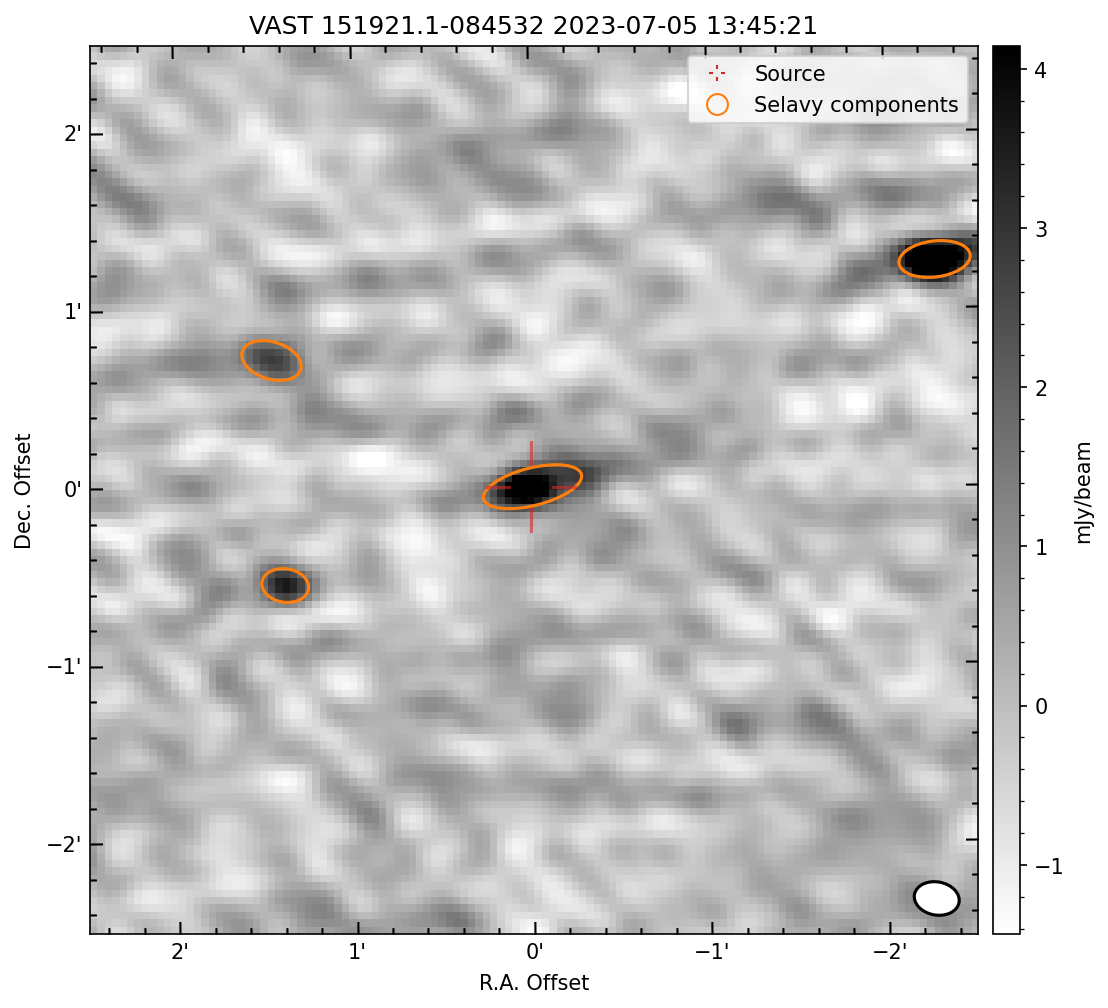 VAST 151921.1-084532 2023-07-05 13:45:21
Source
Selavy components
2'
1'
0'
−1'
−2'
Dec. Offset
2'
1'
0'
−1'
−2'
R.A. Offset
4
3
2
1
0
−1
mJy/beam